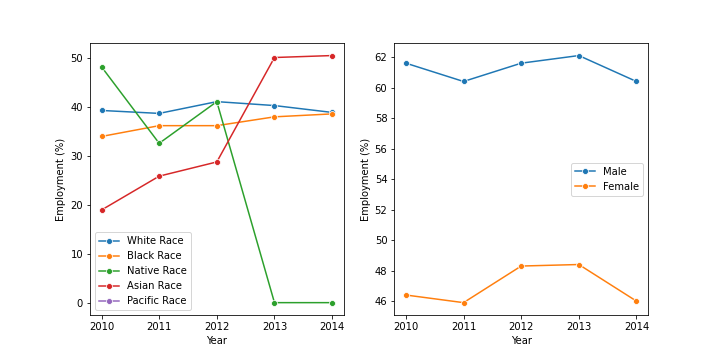 50
40
30
20
10
0
Employment (%)
White Race
Black Race
Native Race
Asian Race
Pacific Race
2010 2011 2012 2013 2014
Year
62
60
58
56
54
52
50
48
46
Employment (%)
Male
Female
2010 2011 2012 2013 2014
Year